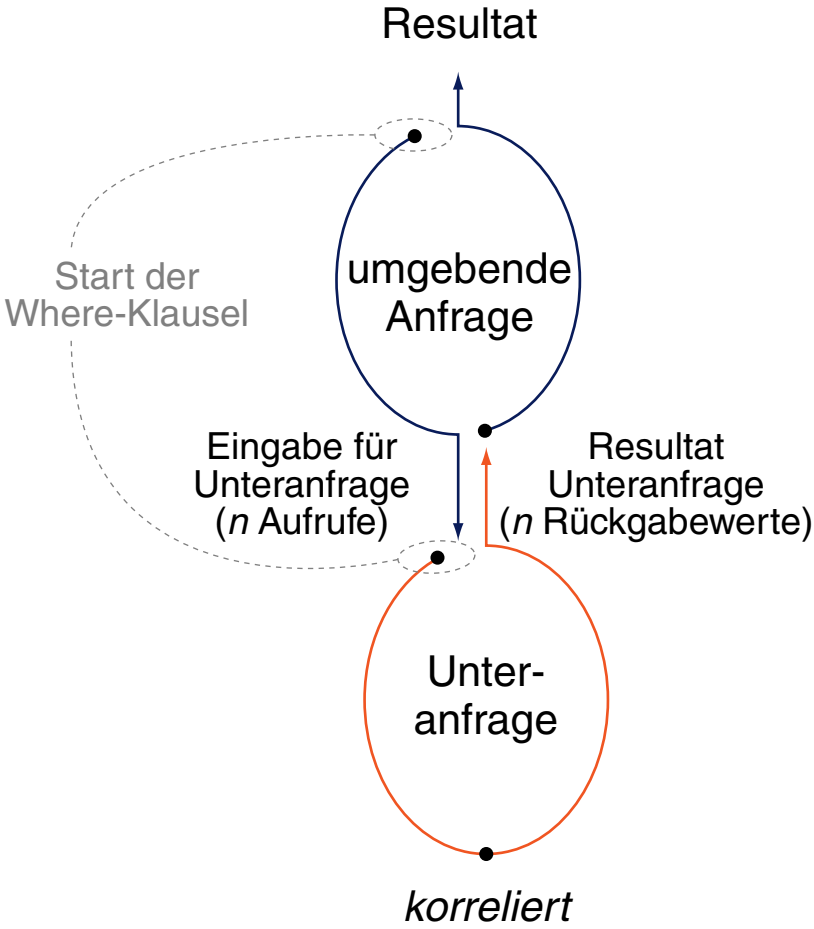 Resultat
Start der
Where-Klausel
umgebende
Anfrage
Eingabe für
Unteranfrage
(n Aufrufe)
Resultat
Unteranfrage
(n Rückgabewerte)
Unter-
anfrage
korreliert